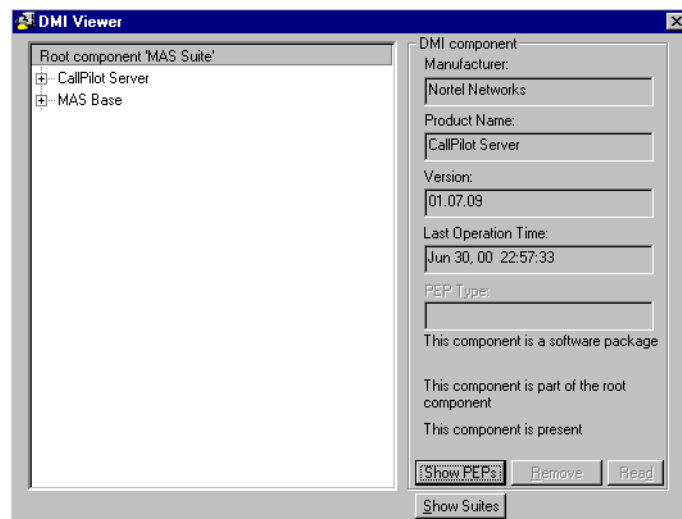 DMI Viewer
Root component 'MAS Suite'
CallPilot Server
MAS Base
DMI component
Manufacturer:
Nortel Networks
Product Name:
CallPilot Server
Version:
01.07.09
Last Operation Time:
Jun 30, 00 22:57:33
PEP Type:
This component is a software package
This component is part of the root
component
This component is present
Show PEPs Remove Read
Show Suites